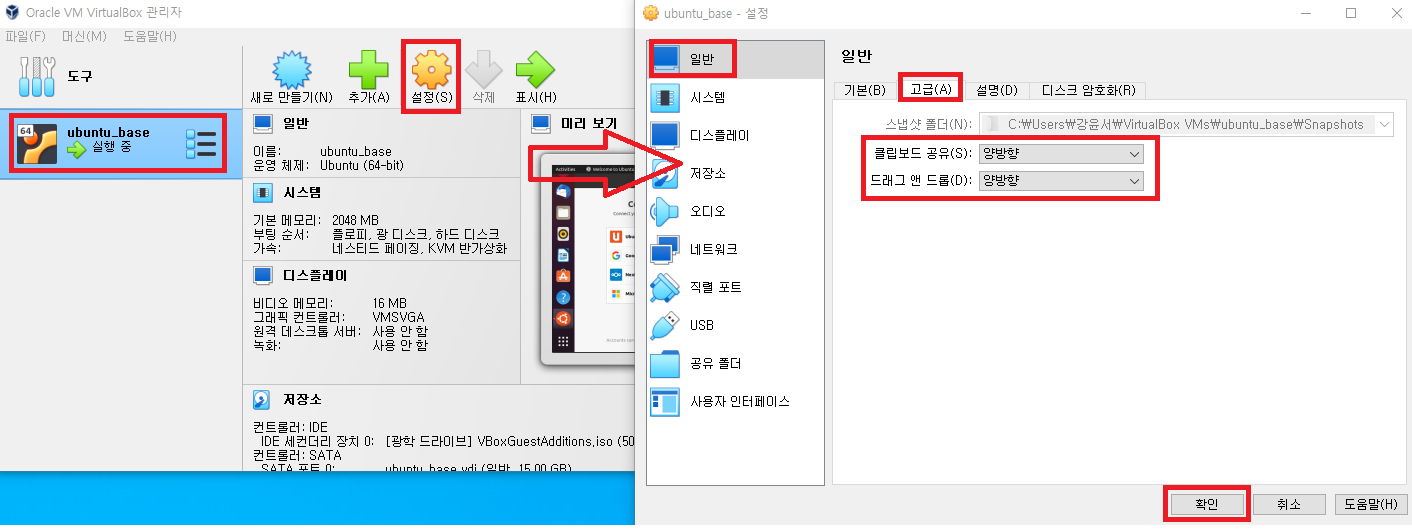 Oracle VM VirtualBox 관리자
파일(F) 머신(M) 도움말(H)
도구
새로 만들기(N) 추가(A) 설정(S) 삭제 표시(H)
64
ubuntu_base
실행 중
일반
이름: ubuntu_base
운영 체제: Ubuntu (64-bit)
시스템
기본 메모리: 2048 MB
부팅 순서: 플로피, 광 디스크, 하드 디스크
가속: 네스티드 페이징, KVM 반가상화
디스플레이
비디오 메모리: 16 MB
그래픽 컨트롤러: VMSVGA
원격 데스크톱 서버: 사용 안 함
녹화: 사용 안 함
저장소
컨트롤러: IDE
IDE 세컨더리 장치 0: [광학 드라이브] VBoxGuestAdditions.iso (50
컨트롤러: SATA
SATA 포트 0: ubuntu_base.vdi (일반, 15.00 GB)
미리 보기
Activities
ubuntu_base - 설정
일반
시스템
디스플레이
저장소
오디오
네트워크
직렬 포트
USB
공유 폴더
사용자 인터페이스
일반
기본(B) 고급(A) 설명(D) 디스크 암호화(R)
스냅샷 폴더(N): C:\Users\강윤서\VirtualBox VMs\ubuntu_base\Snapshots
클립보드 공유(S): 양방향
드래그 앤 드롭(D): 양방향
확인 취소 도움말(H)